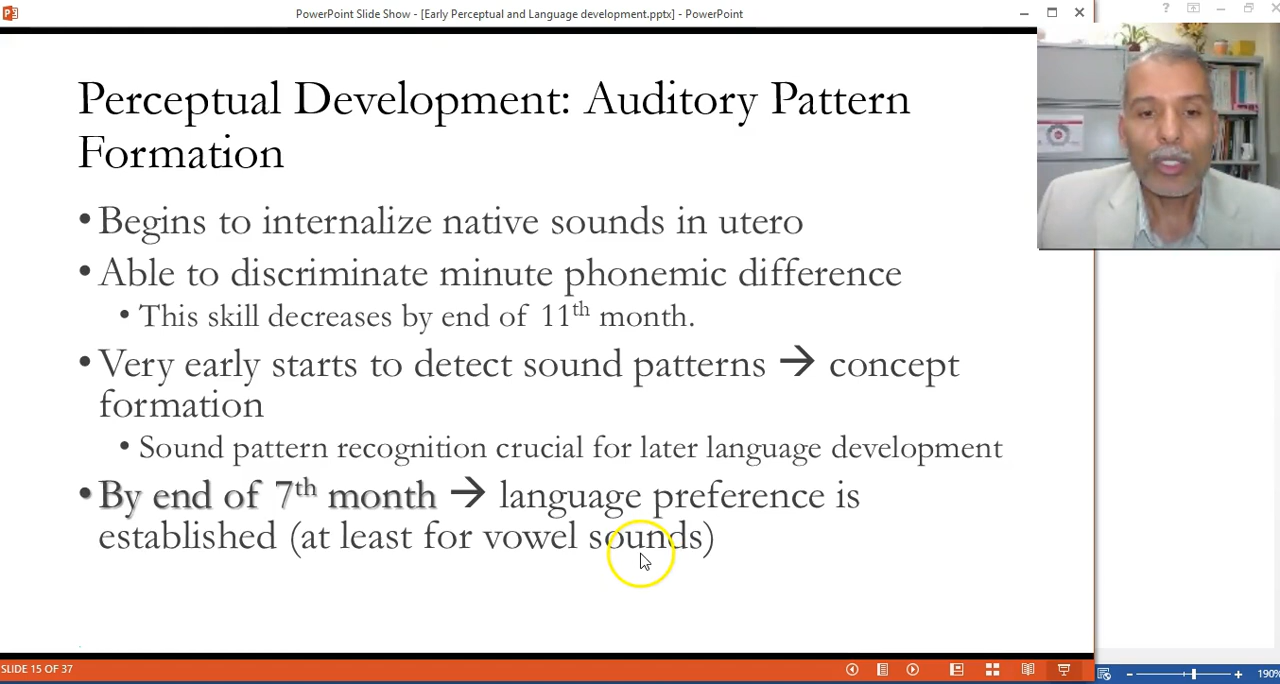 PowerPoint Slide Show - [Early Perceptual and Language development.pptx] - PowerPoint
Perceptual Development: Auditory Pattern
Formation
•Begins to internalize native sounds in utero
•Able to discriminate minute phonemic difference
•This skill decreases by end of 11th month.
•Very early starts to detect sound patterns → concept
formation
•Sound pattern recognition crucial for later language development
•By end of 7th month → language preference is
established (at least for vowel sounds)
SLIDE 15 OF 37
190%